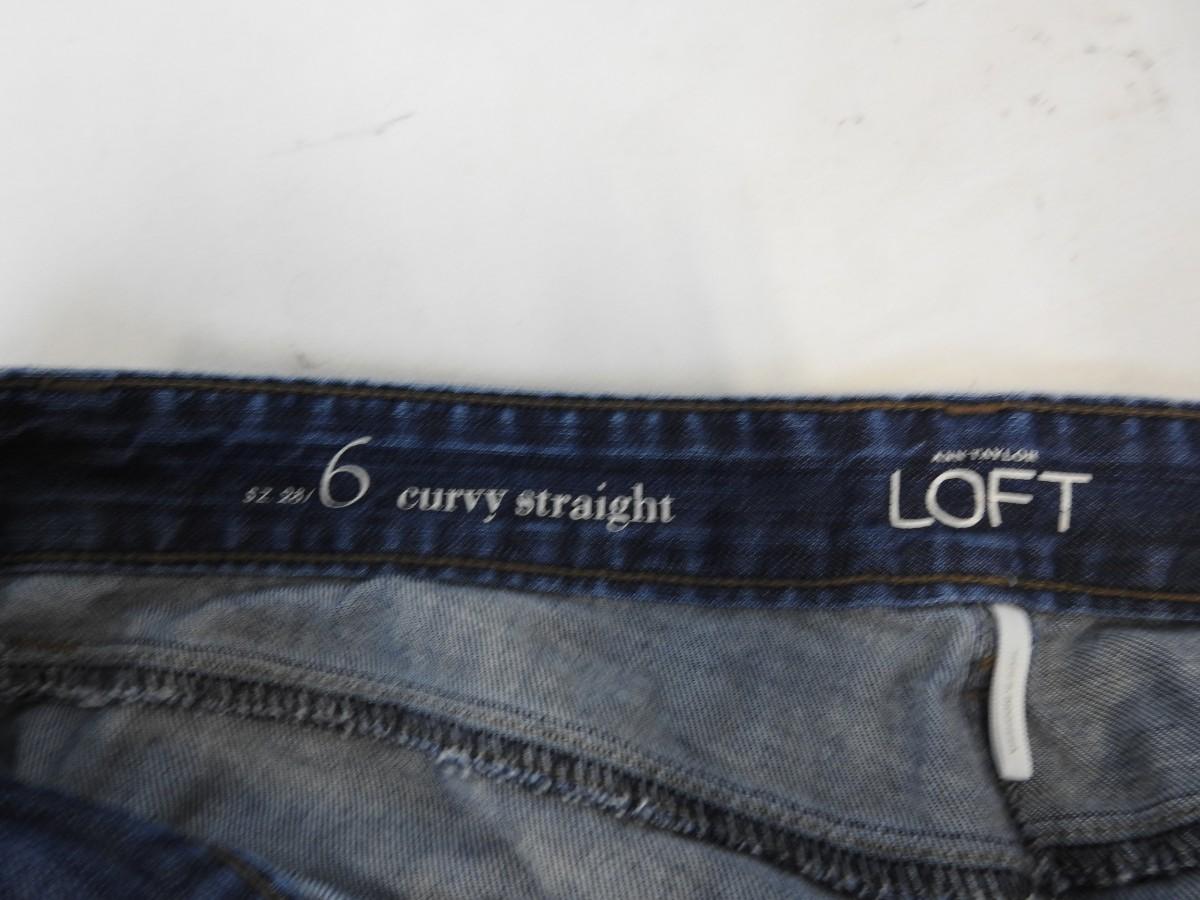 SZ 28/6 curvy straight
ANN TAYLOR
LOFT